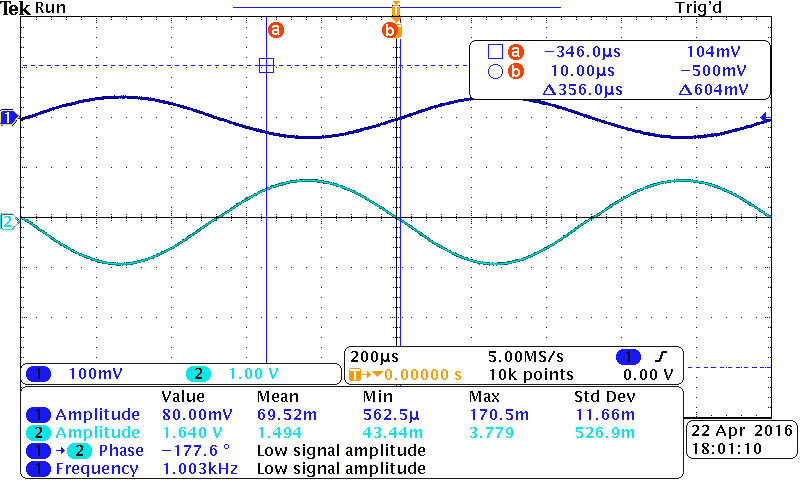 Tek Run Trig'd
T
a b T
a −346.0µs 104mV
b 10.00µs −500mV
Δ356.0µs Δ604mV
1
2
1 100mV 2 1.00 V
200µs 5.00MS/s 1
T→▼0.00000 s 10k points 0.00 V
Value Mean Min Max Std Dev
1 Amplitude 80.00mV 69.52m 562.5µ 170.5m 11.66m
2 Amplitude 1.640 V 1.494 43.44m 3.779 526.9m
1 → 2 Phase −177.6 ° Low signal amplitude
1 Frequency 1.003kHz Low signal amplitude
22 Apr 2016
18:01:10